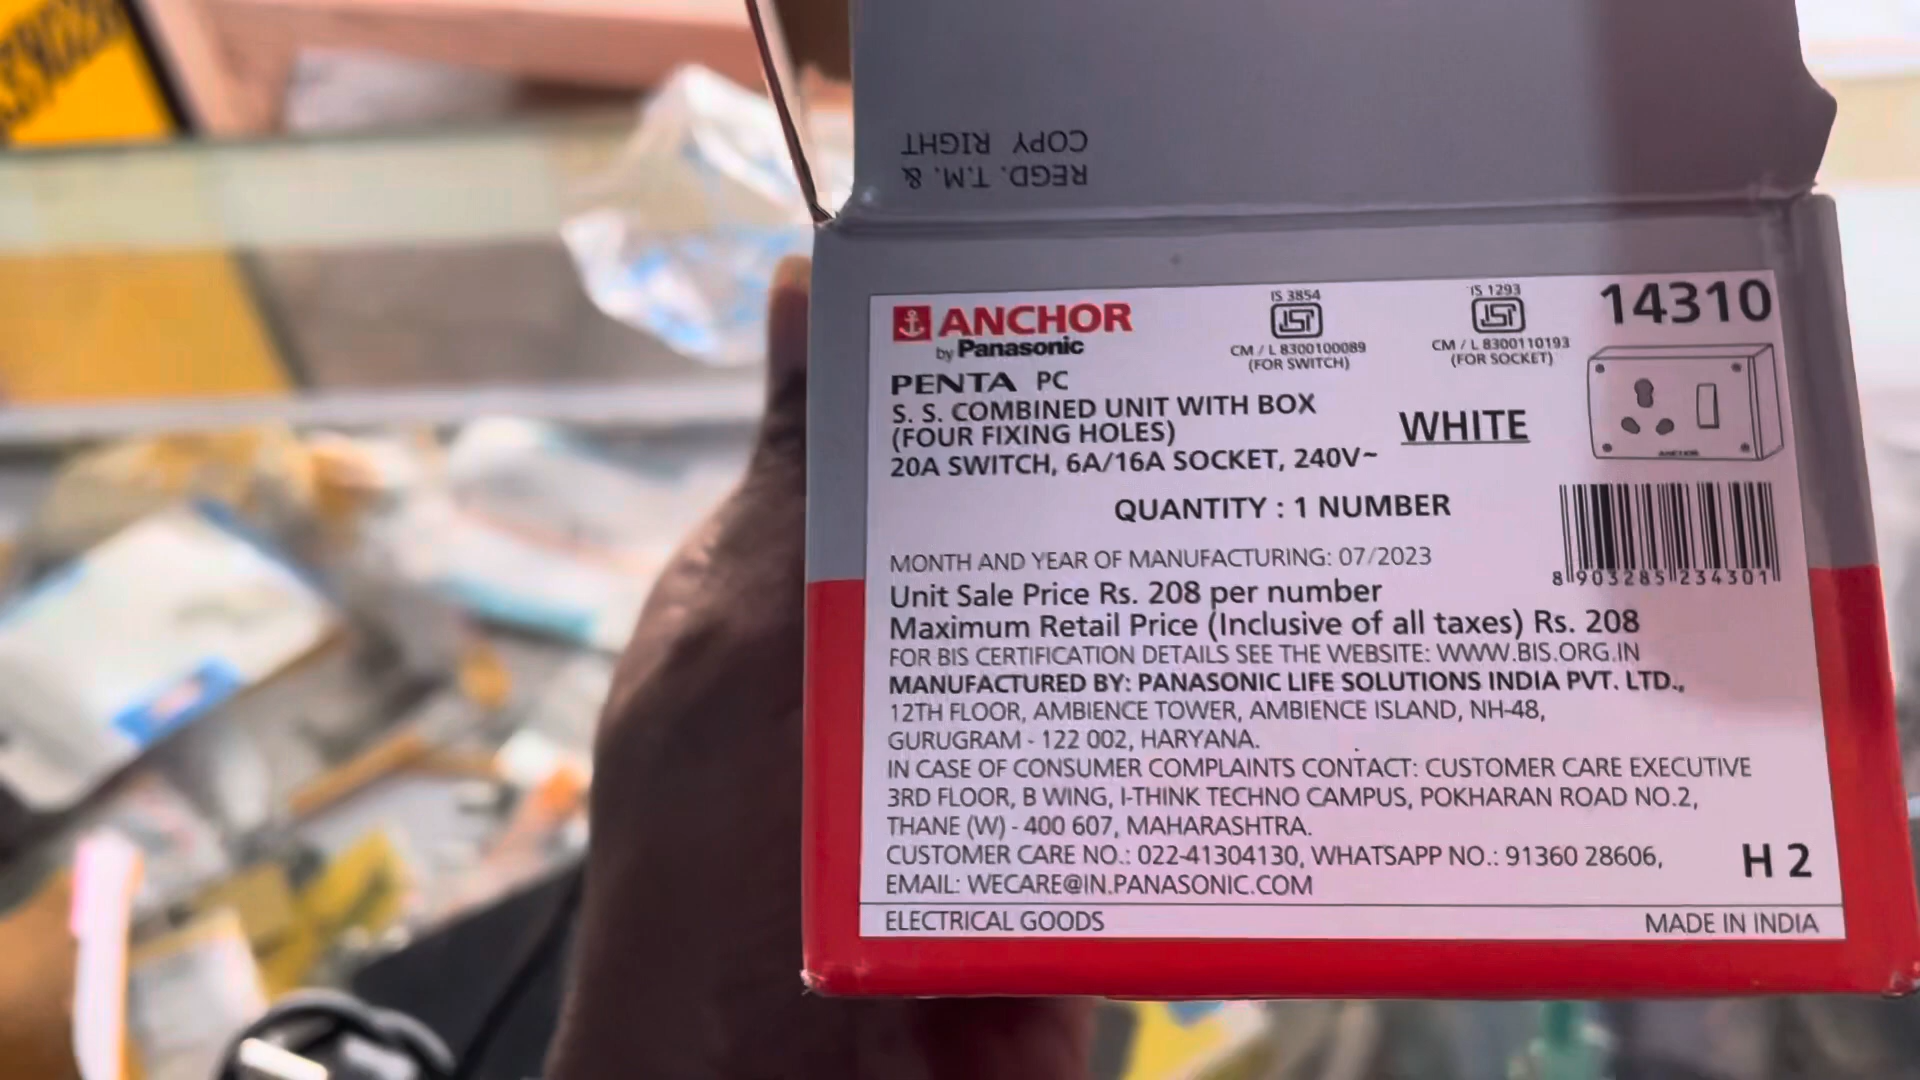 REGD. T.M. &
COPY RIGHT
ANCHOR
by Panasonic
IS 3854
CM / L 8300100089
(FOR SWITCH)
IS 1293
CM / L 8300110193
(FOR SOCKET)
14310
PENTA PC
S. S. COMBINED UNIT WITH BOX
(FOUR FIXING HOLES)
20A SWITCH, 6A/16A SOCKET, 240V~
WHITE
ANCHOR
QUANTITY : 1 NUMBER
8 903285 234301
MONTH AND YEAR OF MANUFACTURING: 07/2023
Unit Sale Price Rs. 208 per number
Maximum Retail Price (Inclusive of all taxes) Rs. 208
FOR BIS CERTIFICATION DETAILS SEE THE WEBSITE: WWW.BIS.ORG.IN
MANUFACTURED BY: PANASONIC LIFE SOLUTIONS INDIA PVT. LTD.,
12TH FLOOR, AMBIENCE TOWER, AMBIENCE ISLAND, NH-48,
GURUGRAM - 122 002, HARYANA.
IN CASE OF CONSUMER COMPLAINTS CONTACT: CUSTOMER CARE EXECUTIVE
3RD FLOOR, B WING, I-THINK TECHNO CAMPUS, POKHARAN ROAD NO.2,
THANE (W) - 400 607, MAHARASHTRA.
CUSTOMER CARE NO.: 022-41304130, WHATSAPP NO.: 91360 28606,
EMAIL: WECARE@IN.PANASONIC.COM
H 2
ELECTRICAL GOODS
MADE IN INDIA